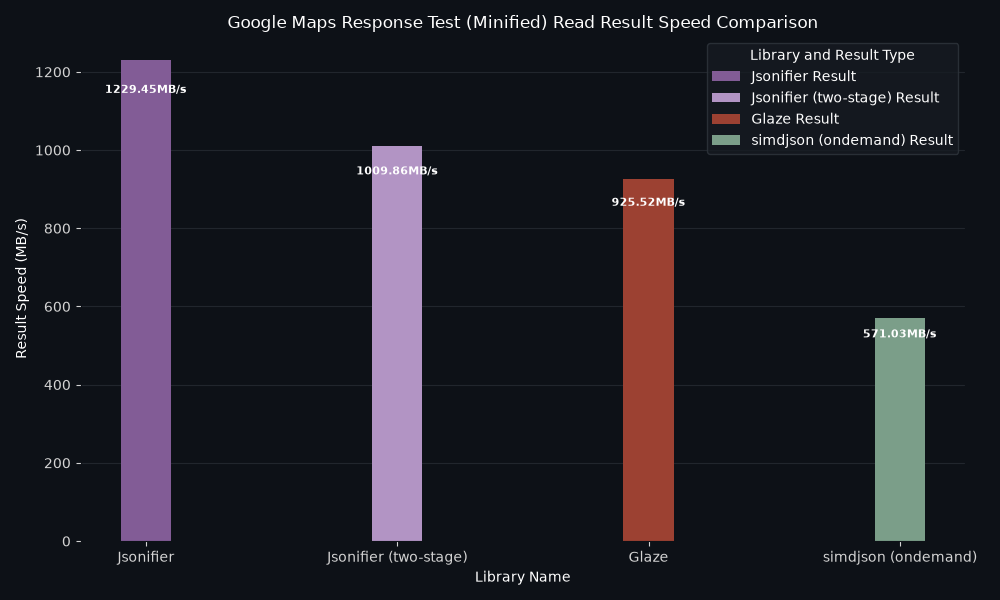 Google Maps Response Test (Minified) Read Result Speed Comparison
Library and Result Type
Jsonifier Result
Jsonifier (two-stage) Result
Glaze Result
simdjson (ondemand) Result
Result Speed (MB/s)
1200
1000
800
600
400
200
0
1229.45MB/s
1009.86MB/s
925.52MB/s
571.03MB/s
Jsonifier
Jsonifier (two-stage)
Glaze
simdjson (ondemand)
Library Name